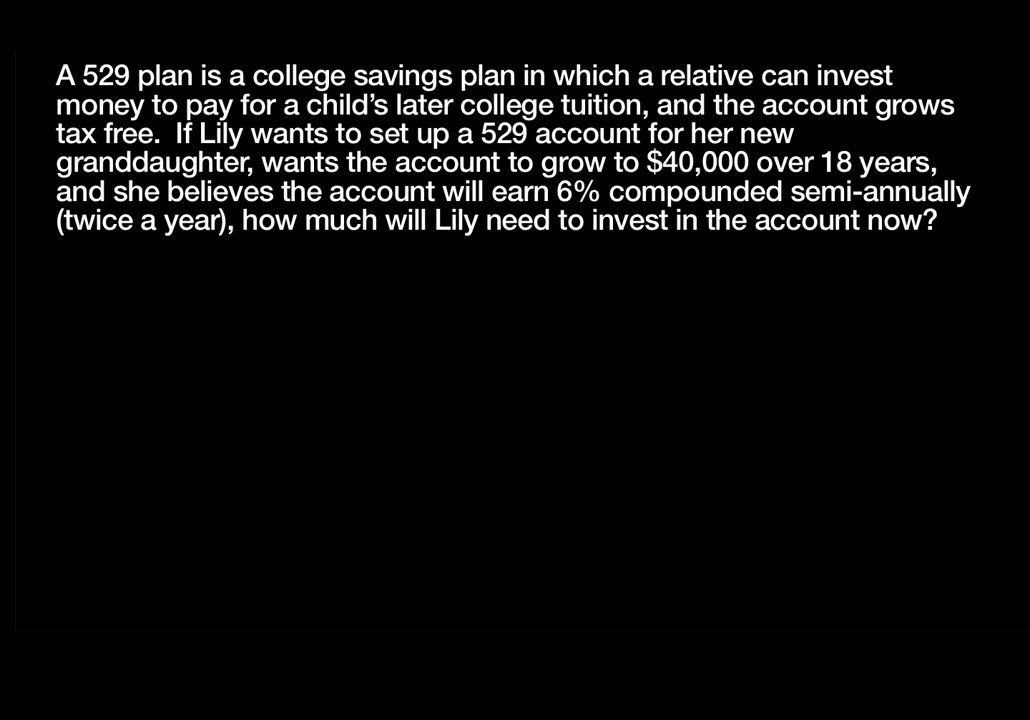 A 529 plan is a college savings plan in which a relative can invest
money to pay for a child’s later college tuition, and the account grows
tax free.  If Lily wants to set up a 529 account for her new
granddaughter, wants the account to grow to $40,000 over 18 years,
and she believes the account will earn 6% compounded semi-annually
(twice a year), how much will Lily need to invest in the account now?